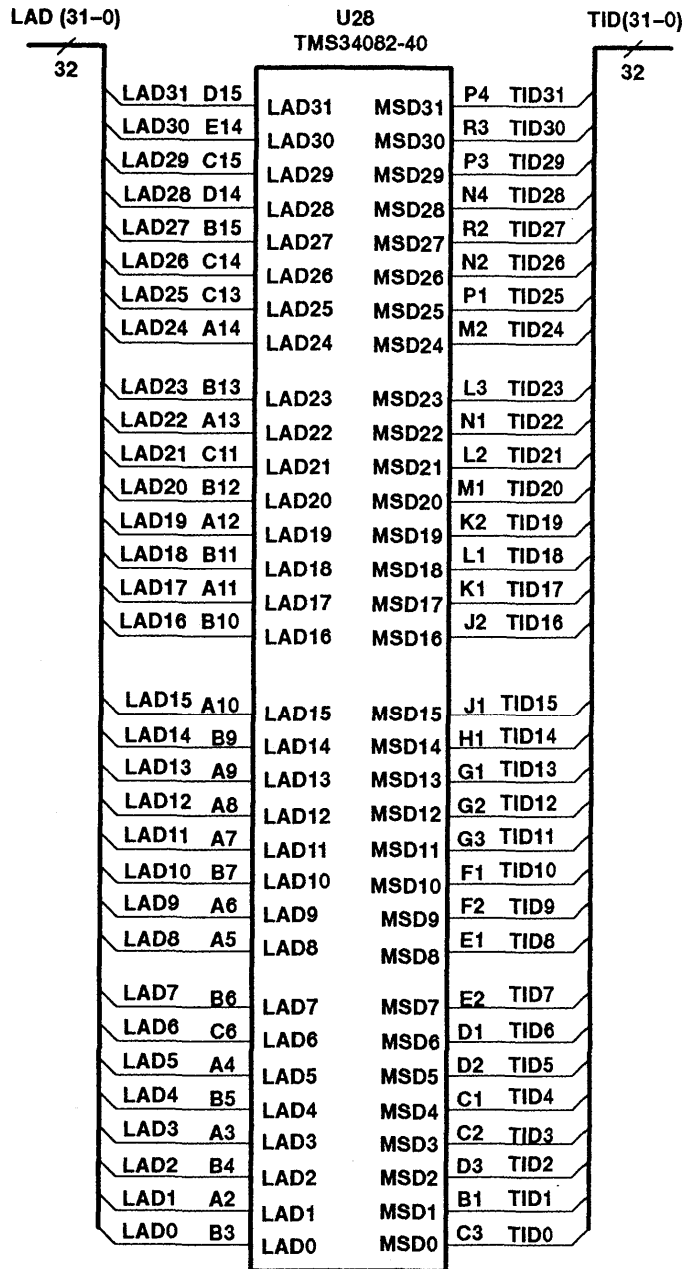 LAD (31–0) U28 TID(31–0)
TMS34082-40
32 32
LAD31 D15 LAD31 MSD31 P4 TID31
LAD30 E14 LAD30 MSD30 R3 TID30
LAD29 C15 LAD29 MSD29 P3 TID29
LAD28 D14 LAD28 MSD28 N4 TID28
LAD27 B15 LAD27 MSD27 R2 TID27
LAD26 C14 LAD26 MSD26 N2 TID26
LAD25 C13 LAD25 MSD25 P1 TID25
LAD24 A14 LAD24 MSD24 M2 TID24
LAD23 B13 LAD23 MSD23 L3 TID23
LAD22 A13 LAD22 MSD22 N1 TID22
LAD21 C11 LAD21 MSD21 L2 TID21
LAD20 B12 LAD20 MSD20 M1 TID20
LAD19 A12 LAD19 MSD19 K2 TID19
LAD18 B11 LAD18 MSD18 L1 TID18
LAD17 A11 LAD17 MSD17 K1 TID17
LAD16 B10 LAD16 MSD16 J2 TID16
LAD15 A10 LAD15 MSD15 J1 TID15
LAD14 B9 LAD14 MSD14 H1 TID14
LAD13 A9 LAD13 MSD13 G1 TID13
LAD12 A8 LAD12 MSD12 G2 TID12
LAD11 A7 LAD11 MSD11 G3 TID11
LAD10 B7 LAD10 MSD10 F1 TID10
LAD9 A6 LAD9 MSD9 F2 TID9
LAD8 A5 LAD8 MSD8 E1 TID8
LAD7 B6 LAD7 MSD7 E2 TID7
LAD6 C6 LAD6 MSD6 D1 TID6
LAD5 A4 LAD5 MSD5 D2 TID5
LAD4 B5 LAD4 MSD4 C1 TID4
LAD3 A3 LAD3 MSD3 C2 TID3
LAD2 B4 LAD2 MSD2 D3 TID2
LAD1 A2 LAD1 MSD1 B1 TID1
LAD0 B3 LAD0 MSD0 C3 TID0